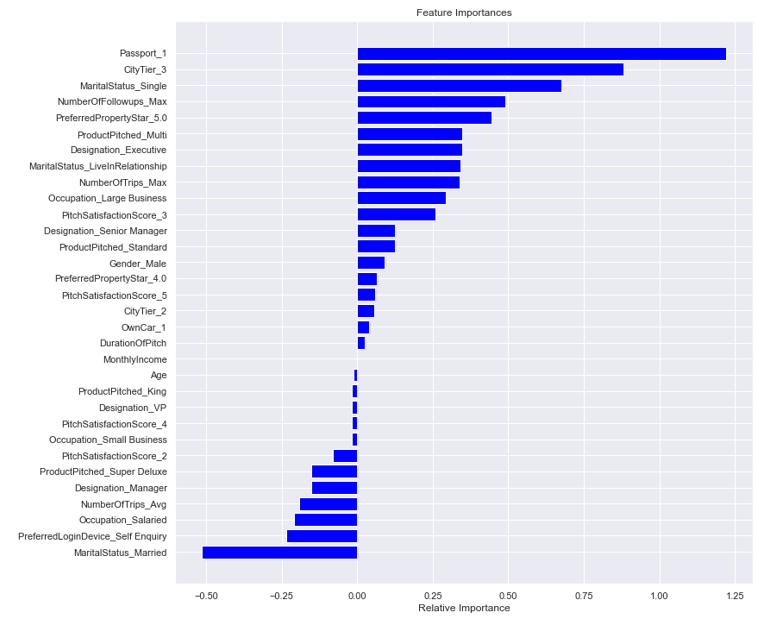 Feature Importances
Passport_1
CityTier_3
MaritalStatus_Single
NumberOfFollowups_Max
PreferredPropertyStar_5.0
ProductPitched_Multi
Designation_Executive
MaritalStatus_LiveInRelationship
NumberOfTrips_Max
Occupation_Large Business
PitchSatisfactionScore_3
Designation_Senior Manager
ProductPitched_Standard
Gender_Male
PreferredPropertyStar_4.0
PitchSatisfactionScore_5
CityTier_2
OwnCar_1
DurationOfPitch
MonthlyIncome
Age
ProductPitched_King
Designation_VP
PitchSatisfactionScore_4
Occupation_Small Business
PitchSatisfactionScore_2
ProductPitched_Super Deluxe
Designation_Manager
NumberOfTrips_Avg
Occupation_Salaried
PreferredLoginDevice_Self Enquiry
MaritalStatus_Married
−0.50 −0.25 0.00 0.25 0.50 0.75 1.00 1.25
Relative Importance